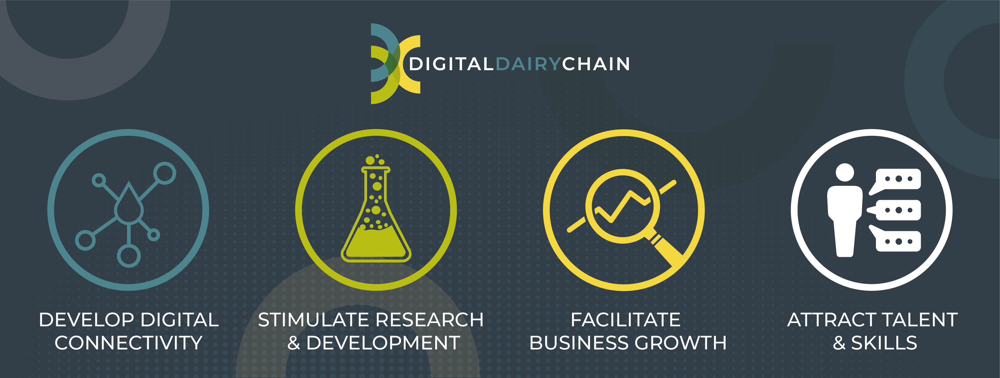 DIGITALDAIRYCHAIN
DEVELOP DIGITAL
CONNECTIVITY
STIMULATE RESEARCH
& DEVELOPMENT
FACILITATE
BUSINESS GROWTH
ATTRACT TALENT
& SKILLS